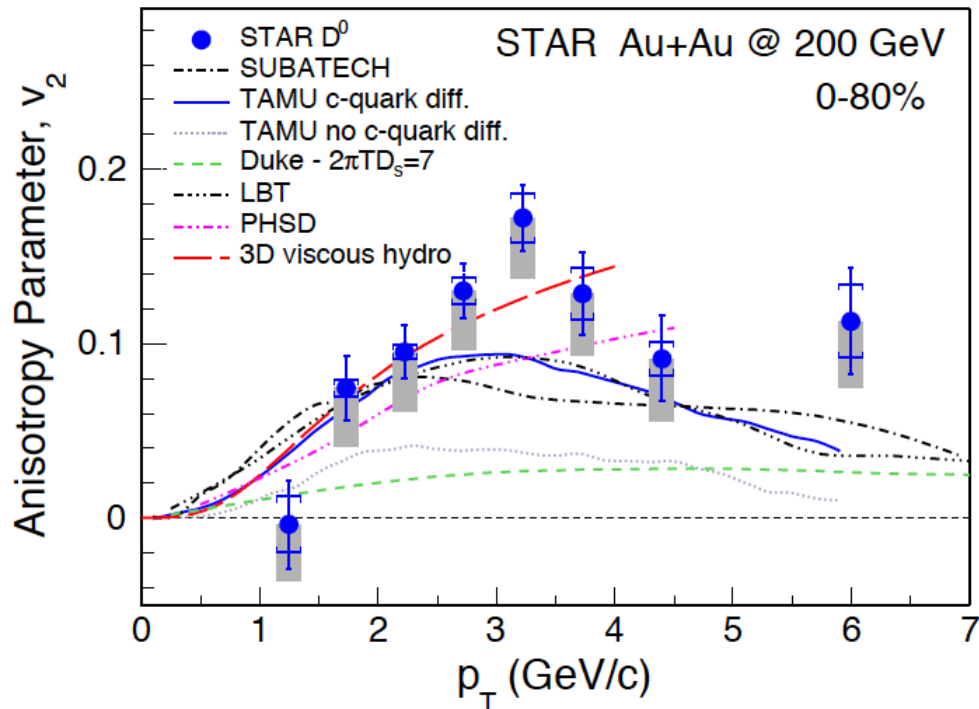 STAR D⁰
SUBATECH
TAMU c-quark diff.
TAMU no c-quark diff.
Duke - 2πTDₛ=7
LBT
PHSD
3D viscous hydro
STAR Au+Au @ 200 GeV
0-80%
Anisotropy Parameter, v₂
0.2
0.1
0
0 1 2 3 4 5 6 7
p_T (GeV/c)